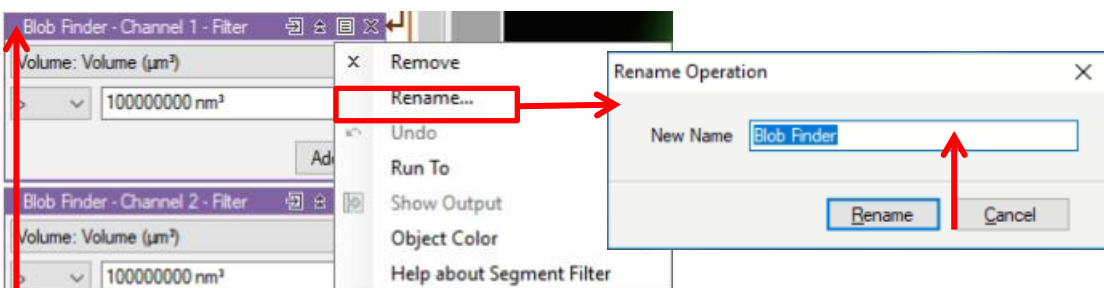 Blob Finder - Channel 1 - Filter
Volume: Volume (µm³)
> 100000000 nm³
Blob Finder - Channel 2 - Filter
Volume: Volume (µm³)
> 100000000 nm³
x Remove
Rename...
Undo
Run To
Show Output
Object Color
Help about Segment Filter
Rename Operation
New Name Blob Finder
Rename Cancel